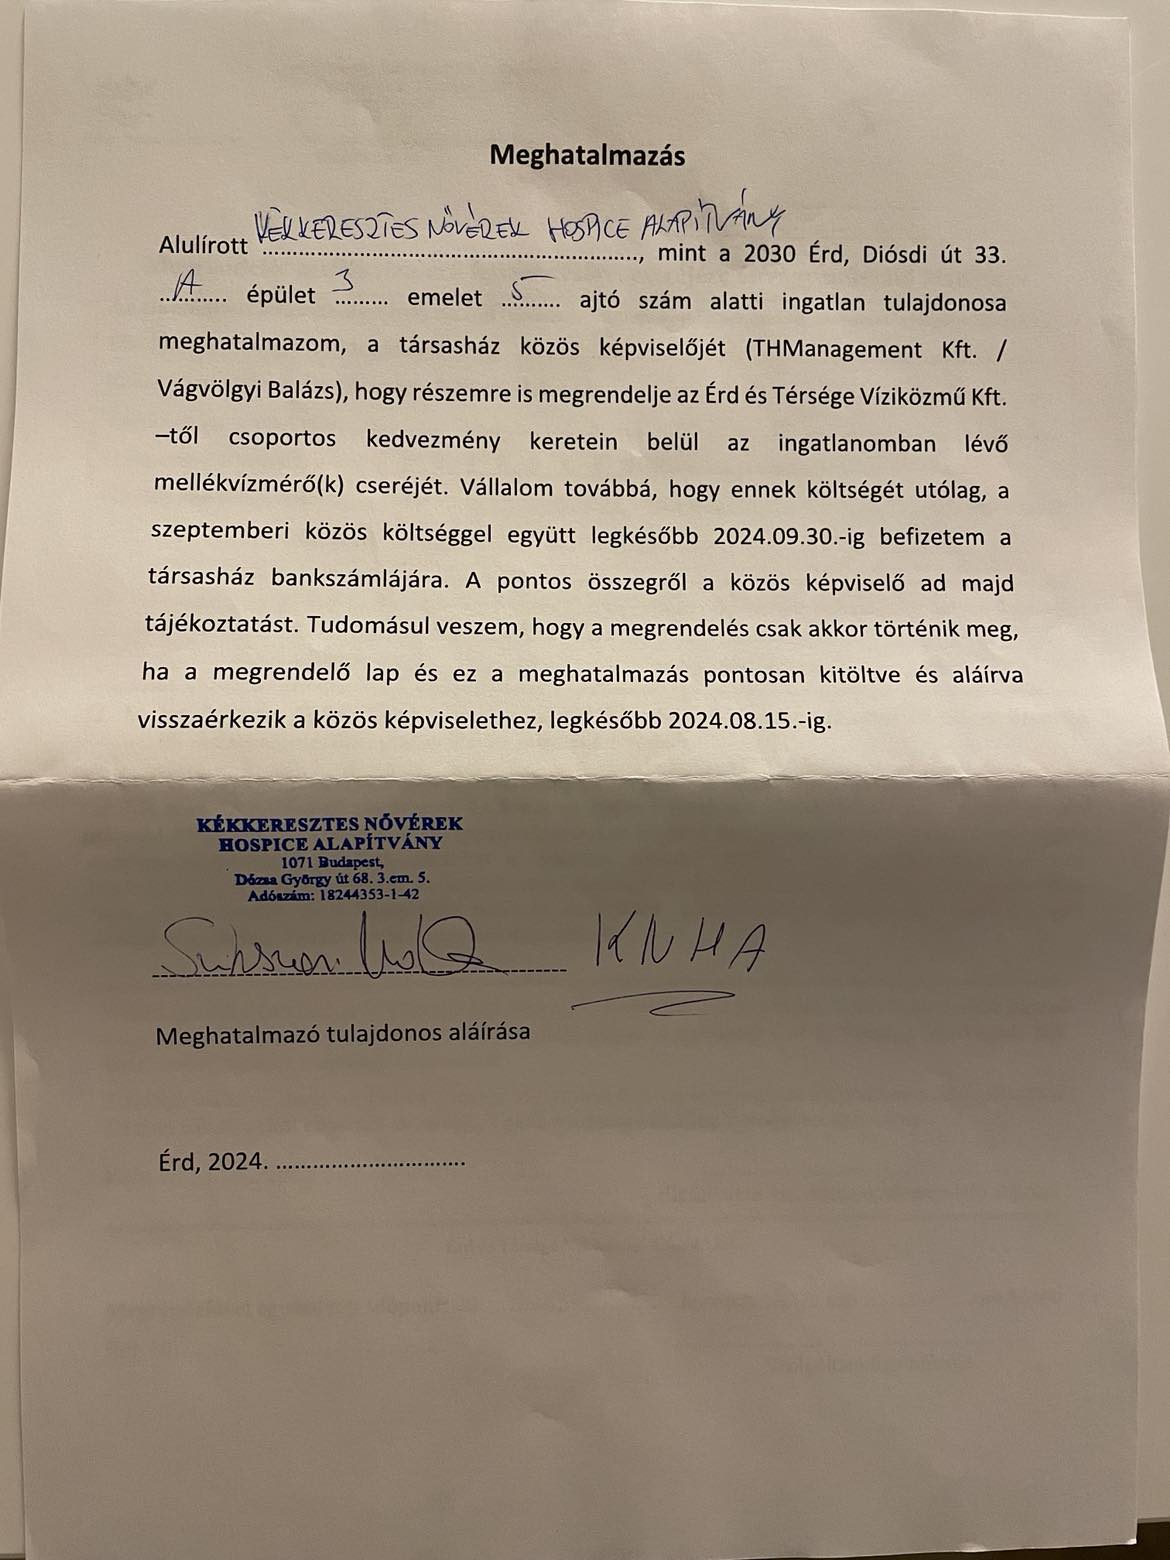 Meghatalmazás
Alulírott KÉKKERESZTES NŐVÉREK HOSPICE ALAPÍTVÁNY, mint a 2030 Érd, Diósdi út 33.
A épület 3 emelet 5 ajtó szám alatti ingatlan tulajdonosa
meghatalmazom, a társasház közös képviselőjét (THManagement Kft. /
Vágvölgyi Balázs), hogy részemre is megrendelje az Érd és Térsége Víziközmű Kft.
–től csoportos kedvezmény keretein belül az ingatlanomban lévő
mellékvízmérő(k) cseréjét. Vállalom továbbá, hogy ennek költségét utólag, a
szeptemberi közös költséggel együtt legkésőbb 2024.09.30.-ig befizetem a
társasház bankszámlájára. A pontos összegről a közös képviselő ad majd
tájékoztatást. Tudomásul veszem, hogy a megrendelés csak akkor történik meg,
ha a megrendelő lap és ez a meghatalmazás pontosan kitöltve és aláírva
visszaérkezik a közös képviselethez, legkésőbb 2024.08.15.-ig.
KÉKKERESZTES NŐVÉREK
HOSPICE ALAPÍTVÁNY
1071 Budapest,
Dózsa György út 68. 3.em. 5.
Adószám: 18244353-1-42
KNHA
Meghatalmazó tulajdonos aláírása
Érd, 2024. ..............................